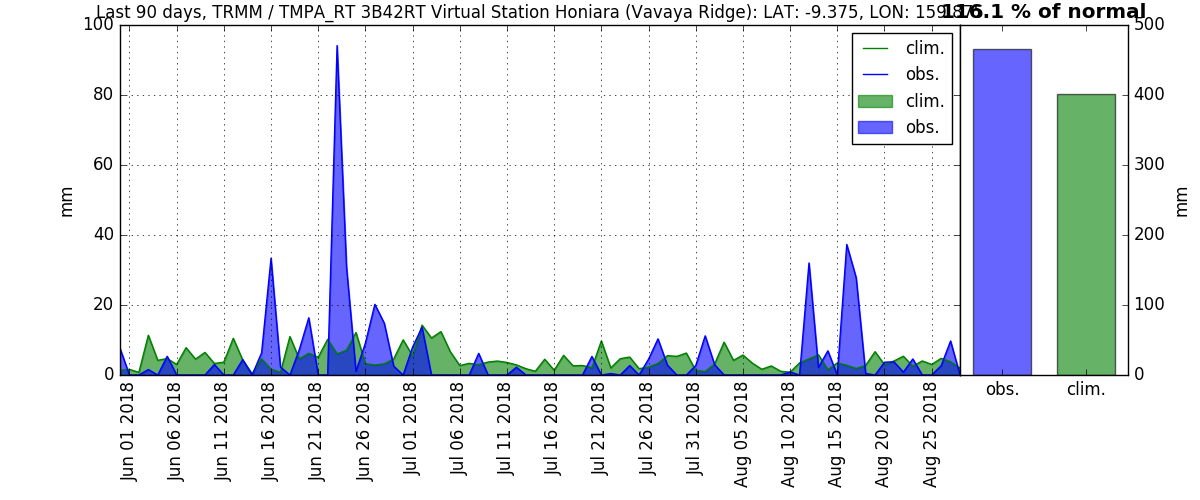 Last 90 days, TRMM / TMPA_RT 3B42RT Virtual Station Honiara (Vavaya Ridge): LAT: -9.375, LON:
116.1 % of normal
100
80
60
40
20
0
mm
clim.
obs.
clim.
obs.
500
400
300
200
100
0
mm
obs.
clim.
Jun 01 2018
Jun 06 2018
Jun 11 2018
Jun 16 2018
Jun 21 2018
Jun 26 2018
Jul 01 2018
Jul 06 2018
Jul 11 2018
Jul 16 2018
Jul 21 2018
Jul 26 2018
Jul 31 2018
Aug 05 2018
Aug 10 2018
Aug 15 2018
Aug 20 2018
Aug 25 2018